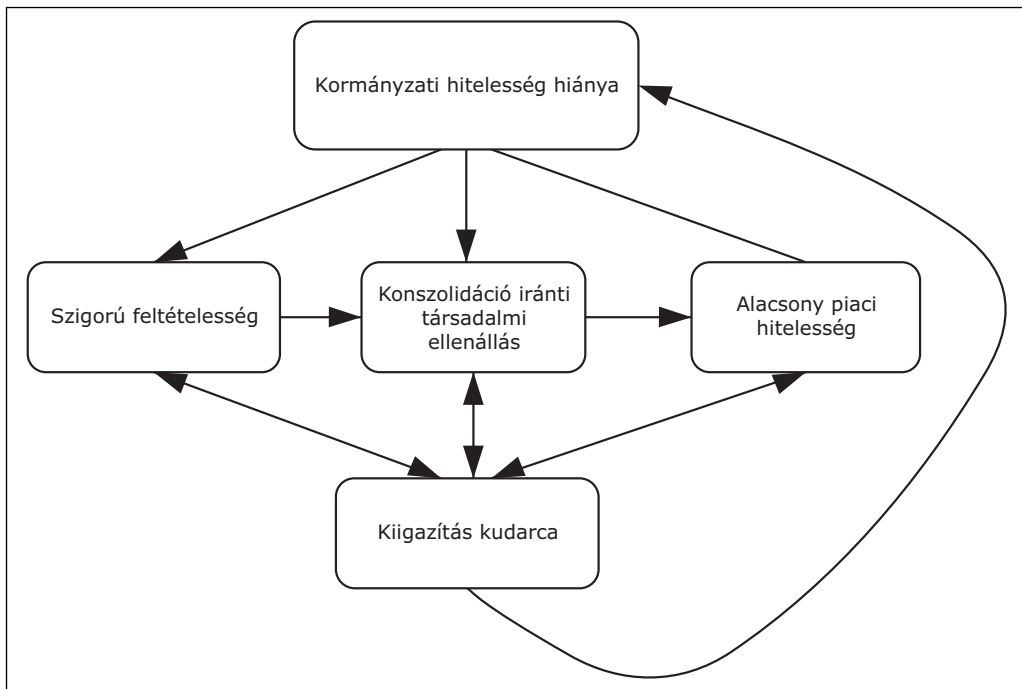 Kormányzati hitelesség hiánya
Szigorú feltételesség
Konszolidáció iránti
társadalmi
ellenállás
Alacsony piaci
hitelesség
Kiigazítás kudarca